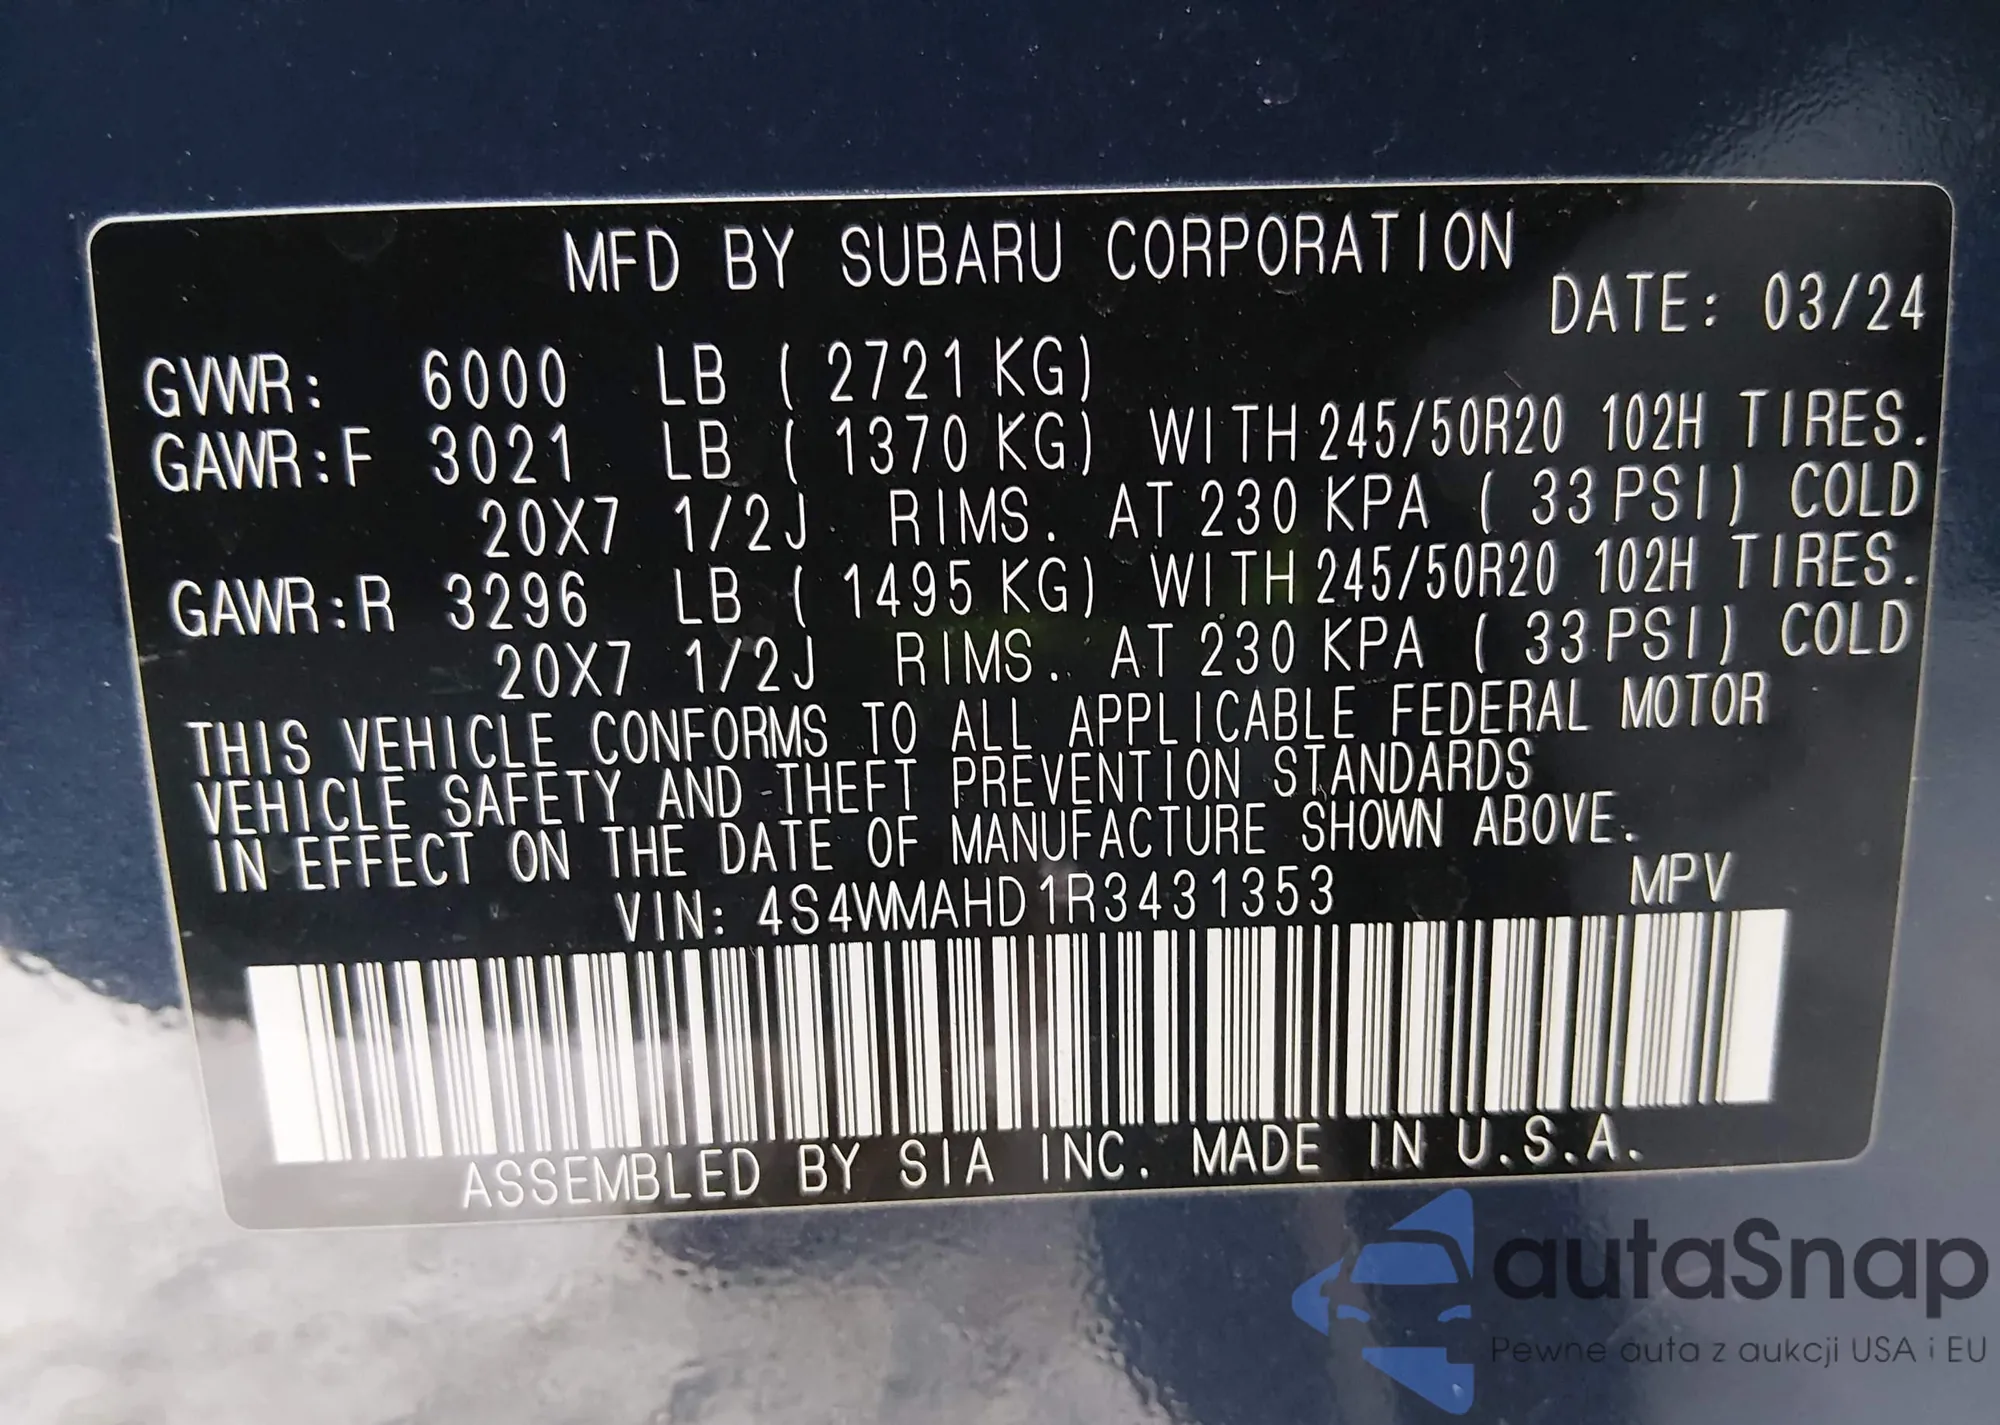 MFD BY SUBARU CORPORATION
DATE: 03/24
GVWR: 6000 LB ( 2721 KG)
GAWR:F 3021 LB ( 1370 KG) WITH 245/50R20 102H TIRES.
20X7 1/2J RIMS. AT 230 KPA ( 33 PSI) COLD
GAWR:R 3296 LB ( 1495 KG) WITH 245/50R20 102H TIRES.
20X7 1/2J RIMS. AT 230 KPA ( 33 PSI) COLD
THIS VEHICLE CONFORMS TO ALL APPLICABLE FEDERAL MOTOR
VEHICLE SAFETY AND THEFT PREVENTION STANDARDS
IN EFFECT ON THE DATE OF MANUFACTURE SHOWN ABOVE.
VIN: 4S4WMAHD1R3431353 MPV
ASSEMBLED BY SIA INC. MADE IN U.S.A.
autaSnap
Pewne auta z aukcji USA i EU